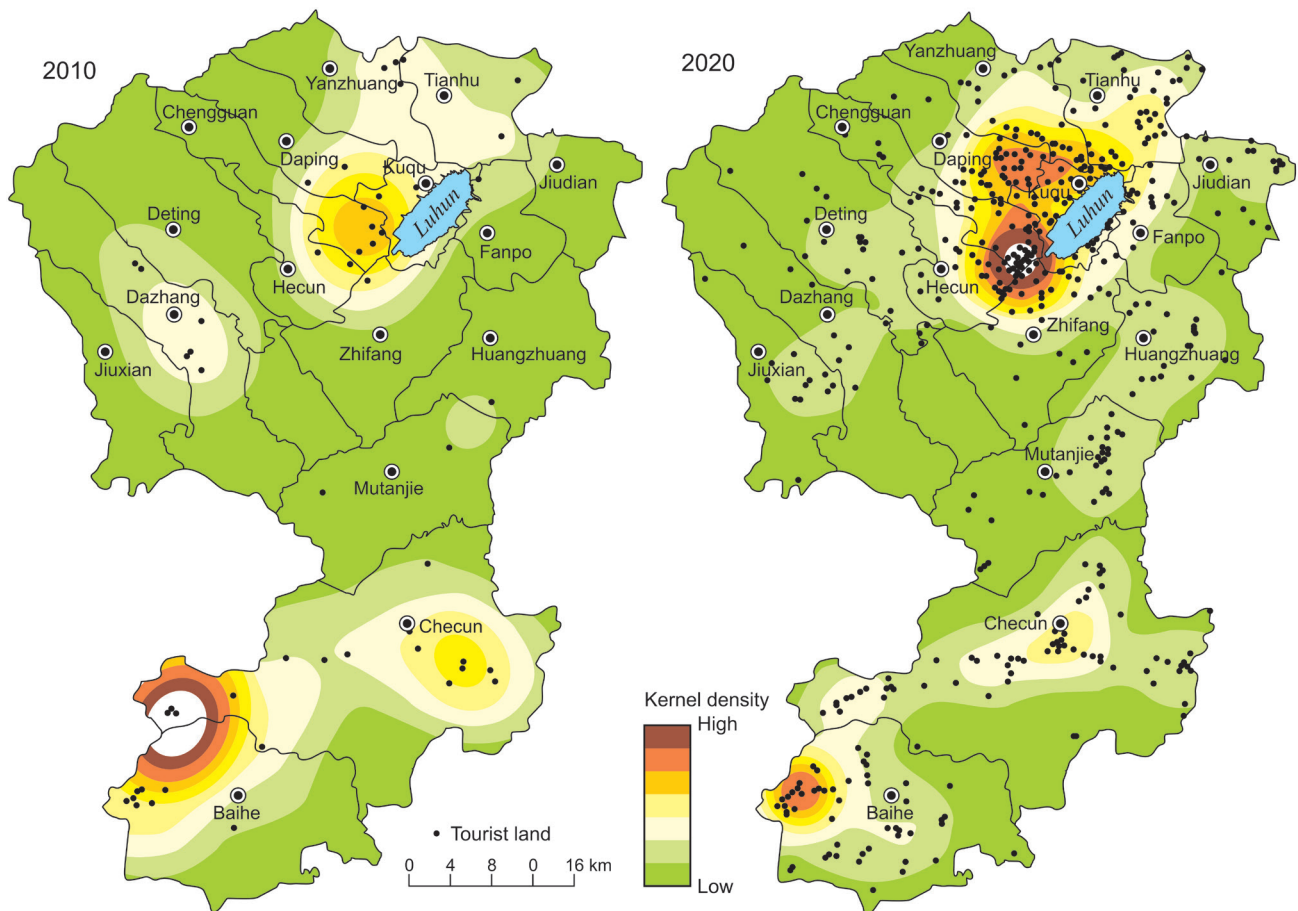 2010
Yanzhuang
Tianhu
Chengguan
Daping
Kuqu
Jiudian
Luhun
Deting
Fanpo
Hecun
Dazhang
Zhifang
Huangzhuang
Jiuxian
Mutanjie
Checun
Baihe
Tourist land
0 4 8 0 16 km
2020
Yanzhuang
Tianhu
Chengguan
Daping
Kuqu
Jiudian
Luhun
Deting
Fanpo
Hecun
Dazhang
Zhifang
Huangzhuang
Jiuxian
Mutanjie
Checun
Baihe
Kernel density
High
Low